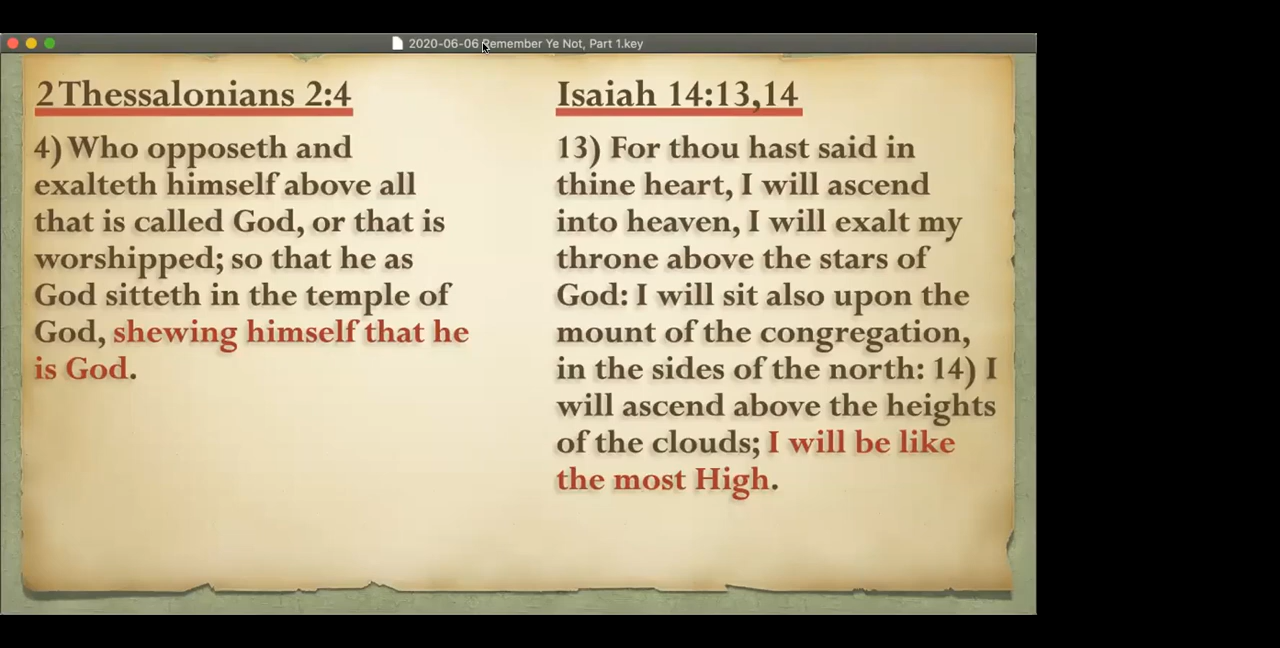 2020-06-06 Remember Ye Not, Part 1.key
2 Thessalonians 2:4
4) Who opposeth and
exalteth himself above all
that is called God, or that is
worshipped; so that he as
God sitteth in the temple of
God, shewing himself that he
is God.
Isaiah 14:13,14
13) For thou hast said in
thine heart, I will ascend
into heaven, I will exalt my
throne above the stars of
God: I will sit also upon the
mount of the congregation,
in the sides of the north: 14) I
will ascend above the heights
of the clouds; I will be like
the most High.